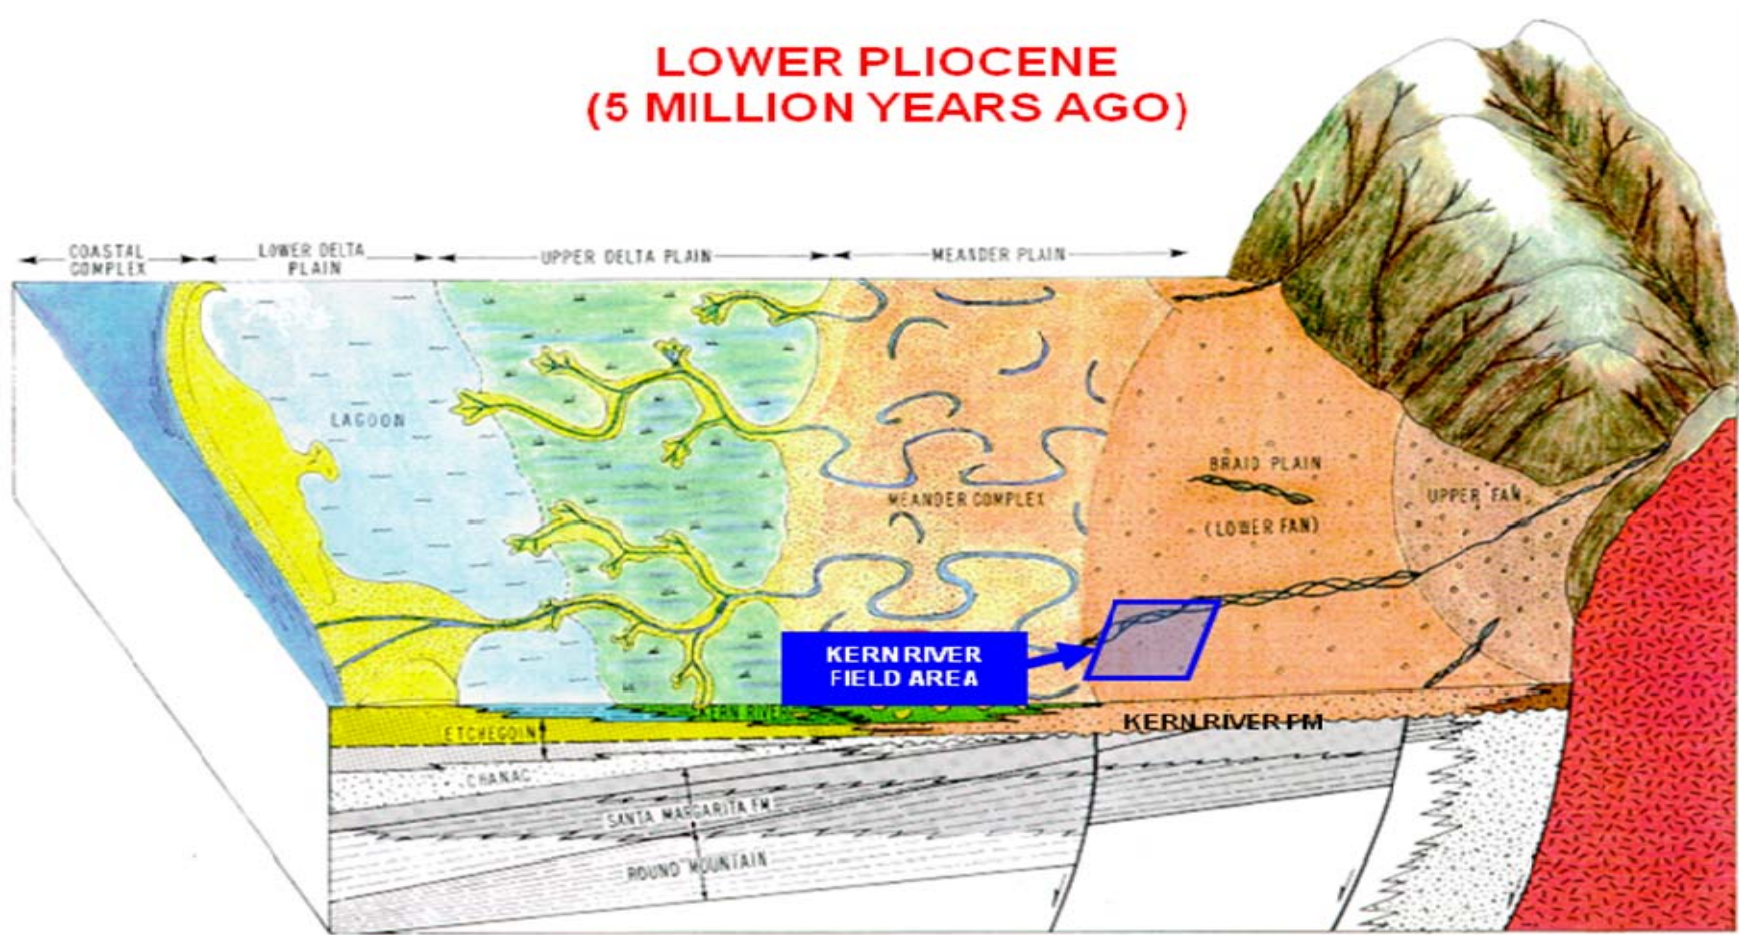 LOWER PLIOCENE
(5 MILLION YEARS AGO)
COASTAL
COMPLEX
LOWER DELTA
PLAIN
UPPER DELTA PLAIN
MEANDER PLAIN
LAGOON
MEANDER COMPLEX
BRAID PLAIN
(LOWER FAN)
UPPER FAN
KERN RIVER
FIELD AREA
KERN RIVER
KERN RIVER FM
ETCHEGOIN
CHANAC
SANTA MARGARITA FM
ROUND MOUNTAIN